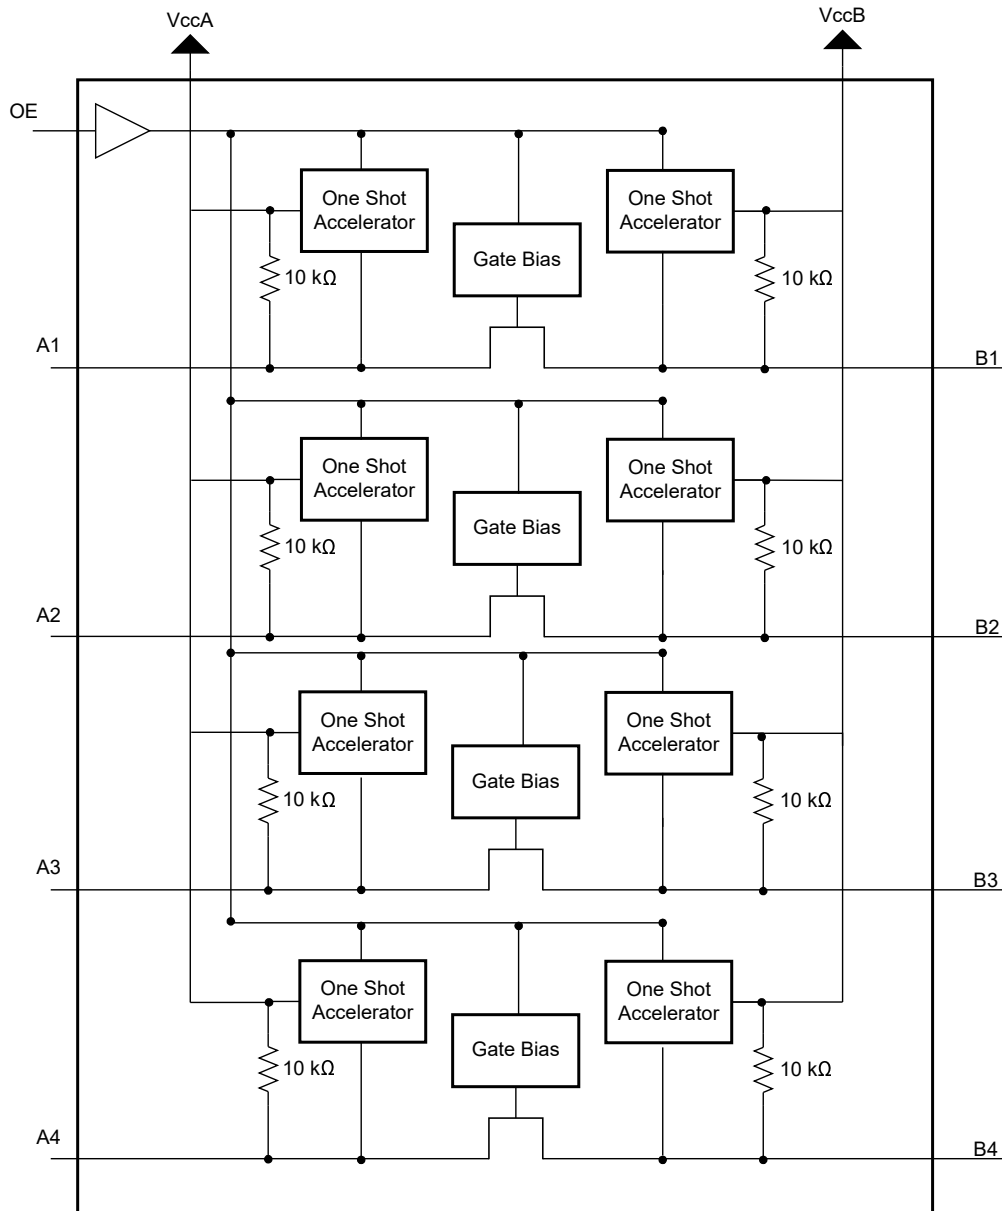 VccA
VccB
OE
One Shot
Accelerator
One Shot
Accelerator
Gate Bias
10 kΩ
10 kΩ
A1
B1
One Shot
Accelerator
One Shot
Accelerator
Gate Bias
10 kΩ
10 kΩ
A2
B2
One Shot
Accelerator
One Shot
Accelerator
Gate Bias
10 kΩ
10 kΩ
A3
B3
One Shot
Accelerator
One Shot
Accelerator
Gate Bias
10 kΩ
10 kΩ
A4
B4